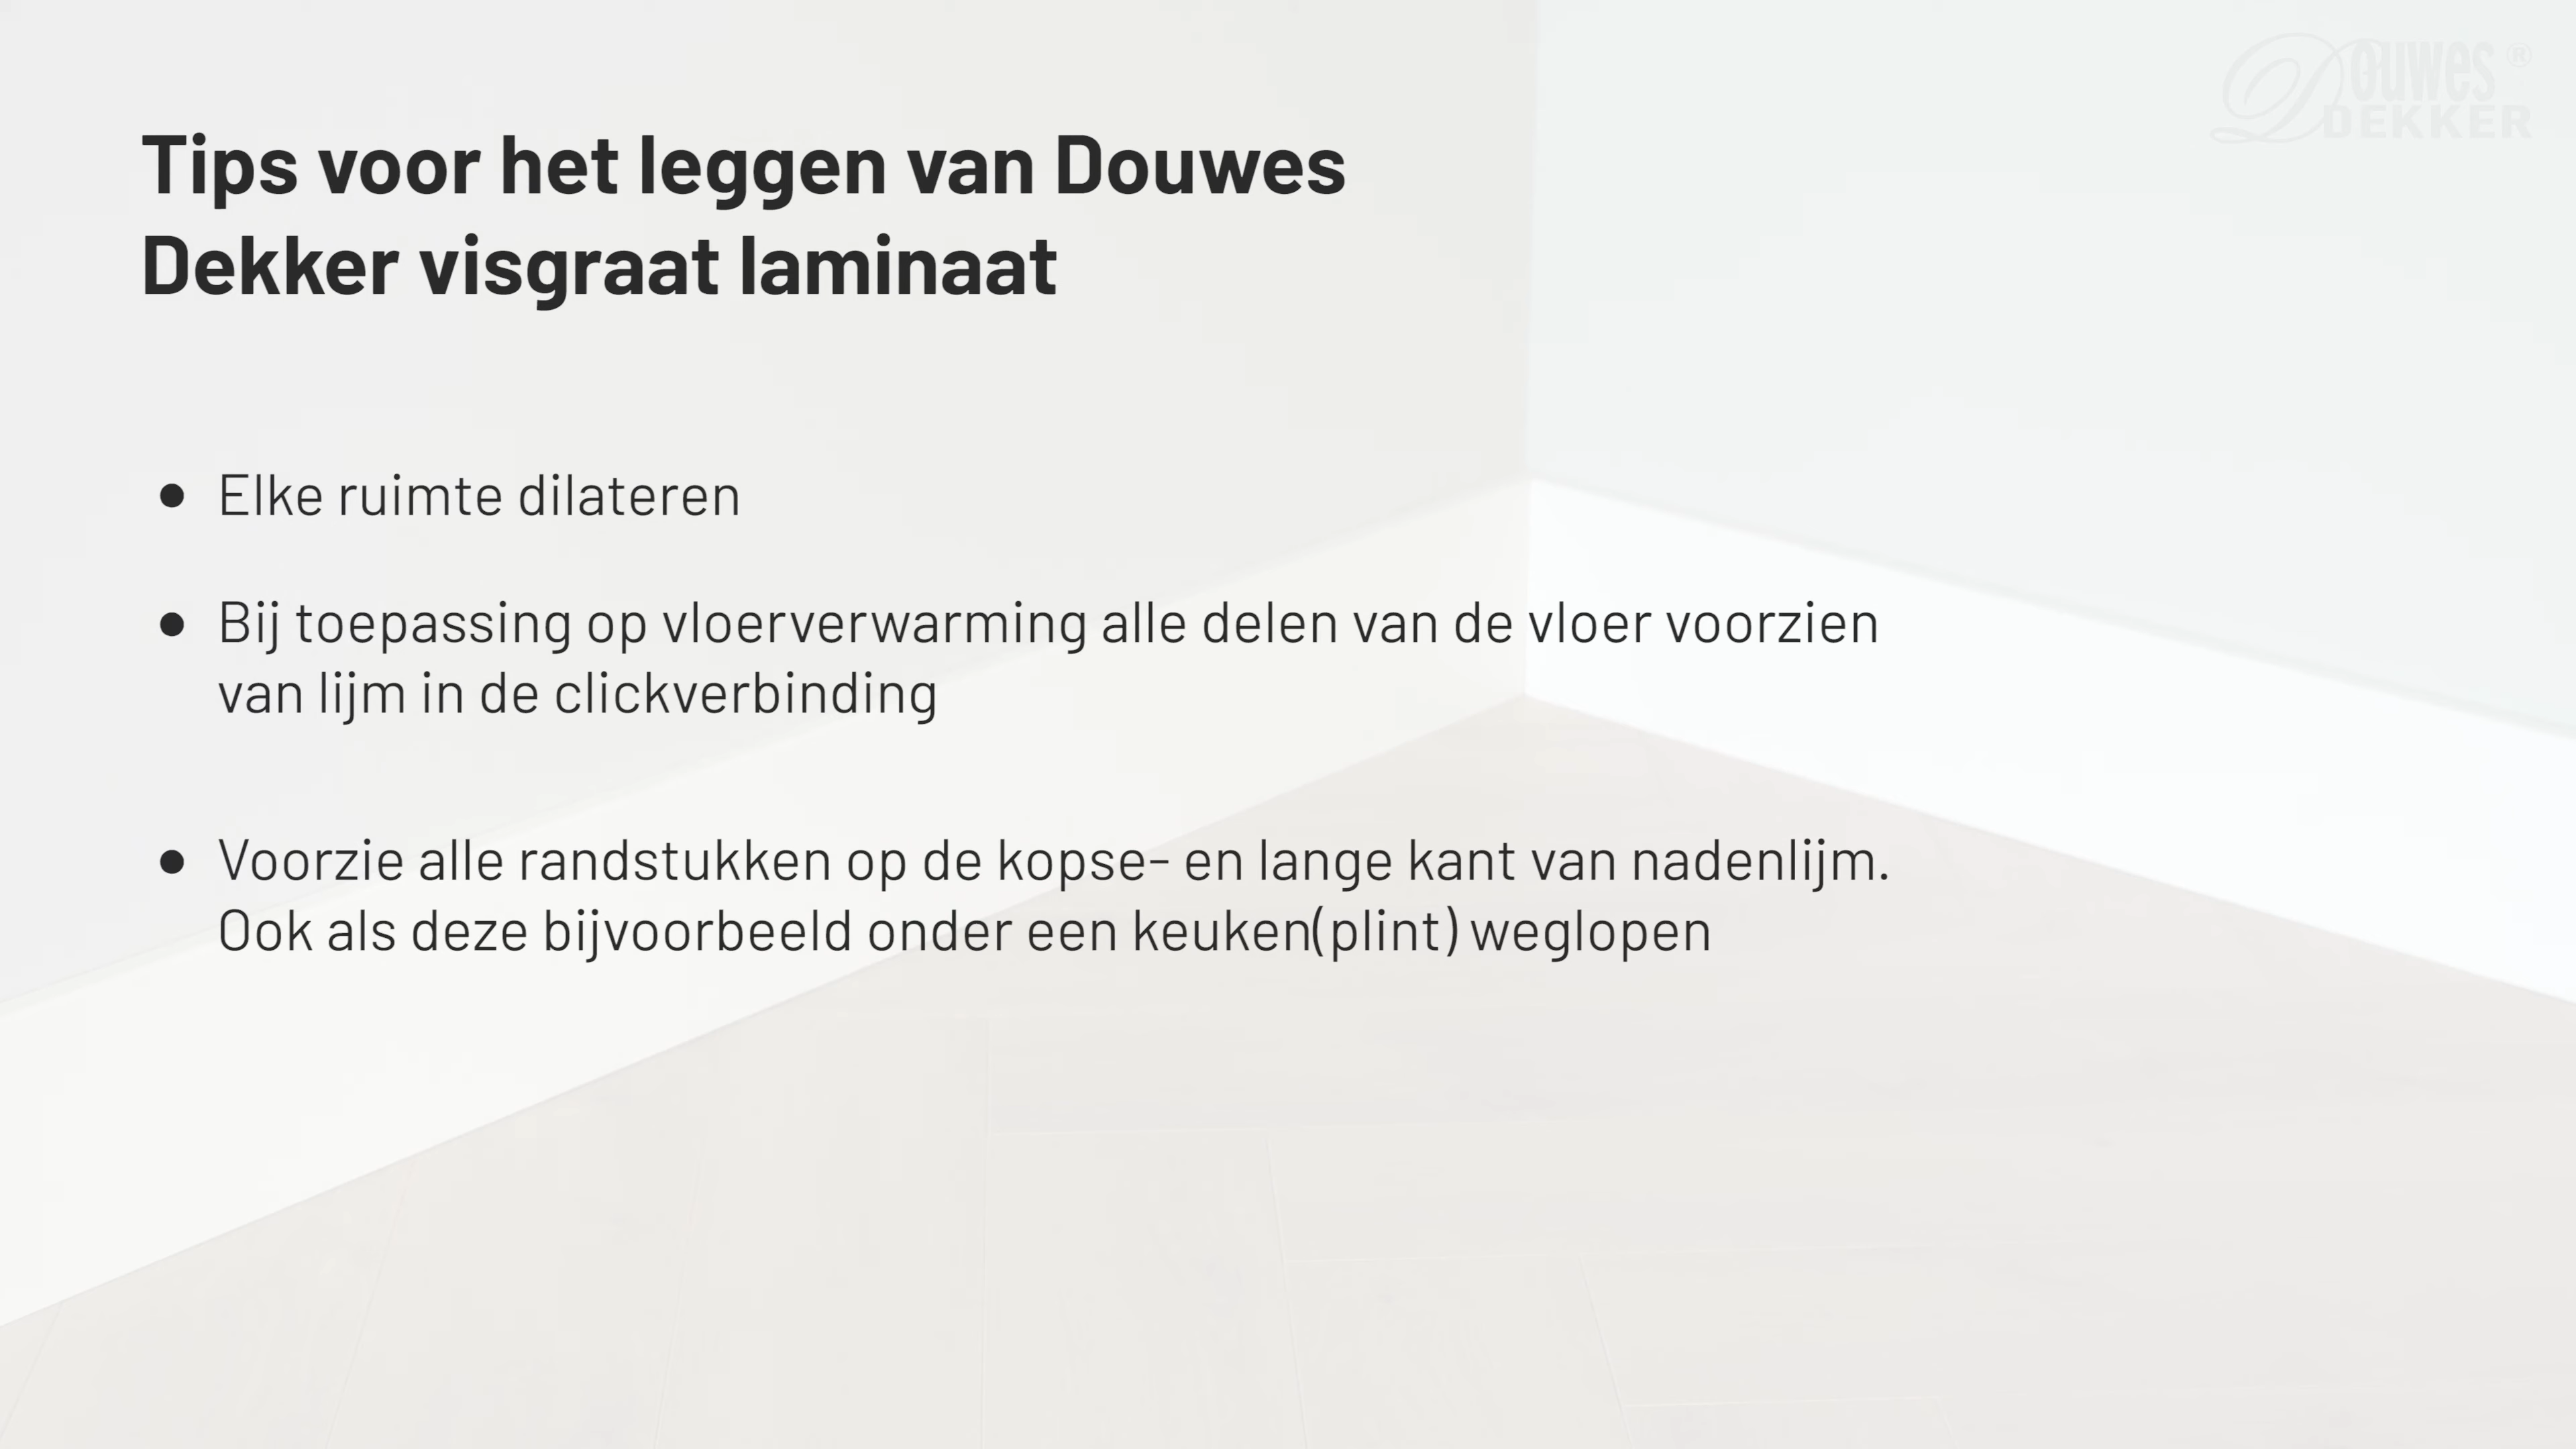 Douwes ®
DEKKER
Tips voor het leggen van Douwes
Dekker visgraat laminaat
● Elke ruimte dilateren
● Bij toepassing op vloerverwarming alle delen van de vloer voorzien
van lijm in de clickverbinding
● Voorzie alle randstukken op de kopse- en lange kant van nadenlijm.
Ook als deze bijvoorbeeld onder een keuken(plint) weglopen